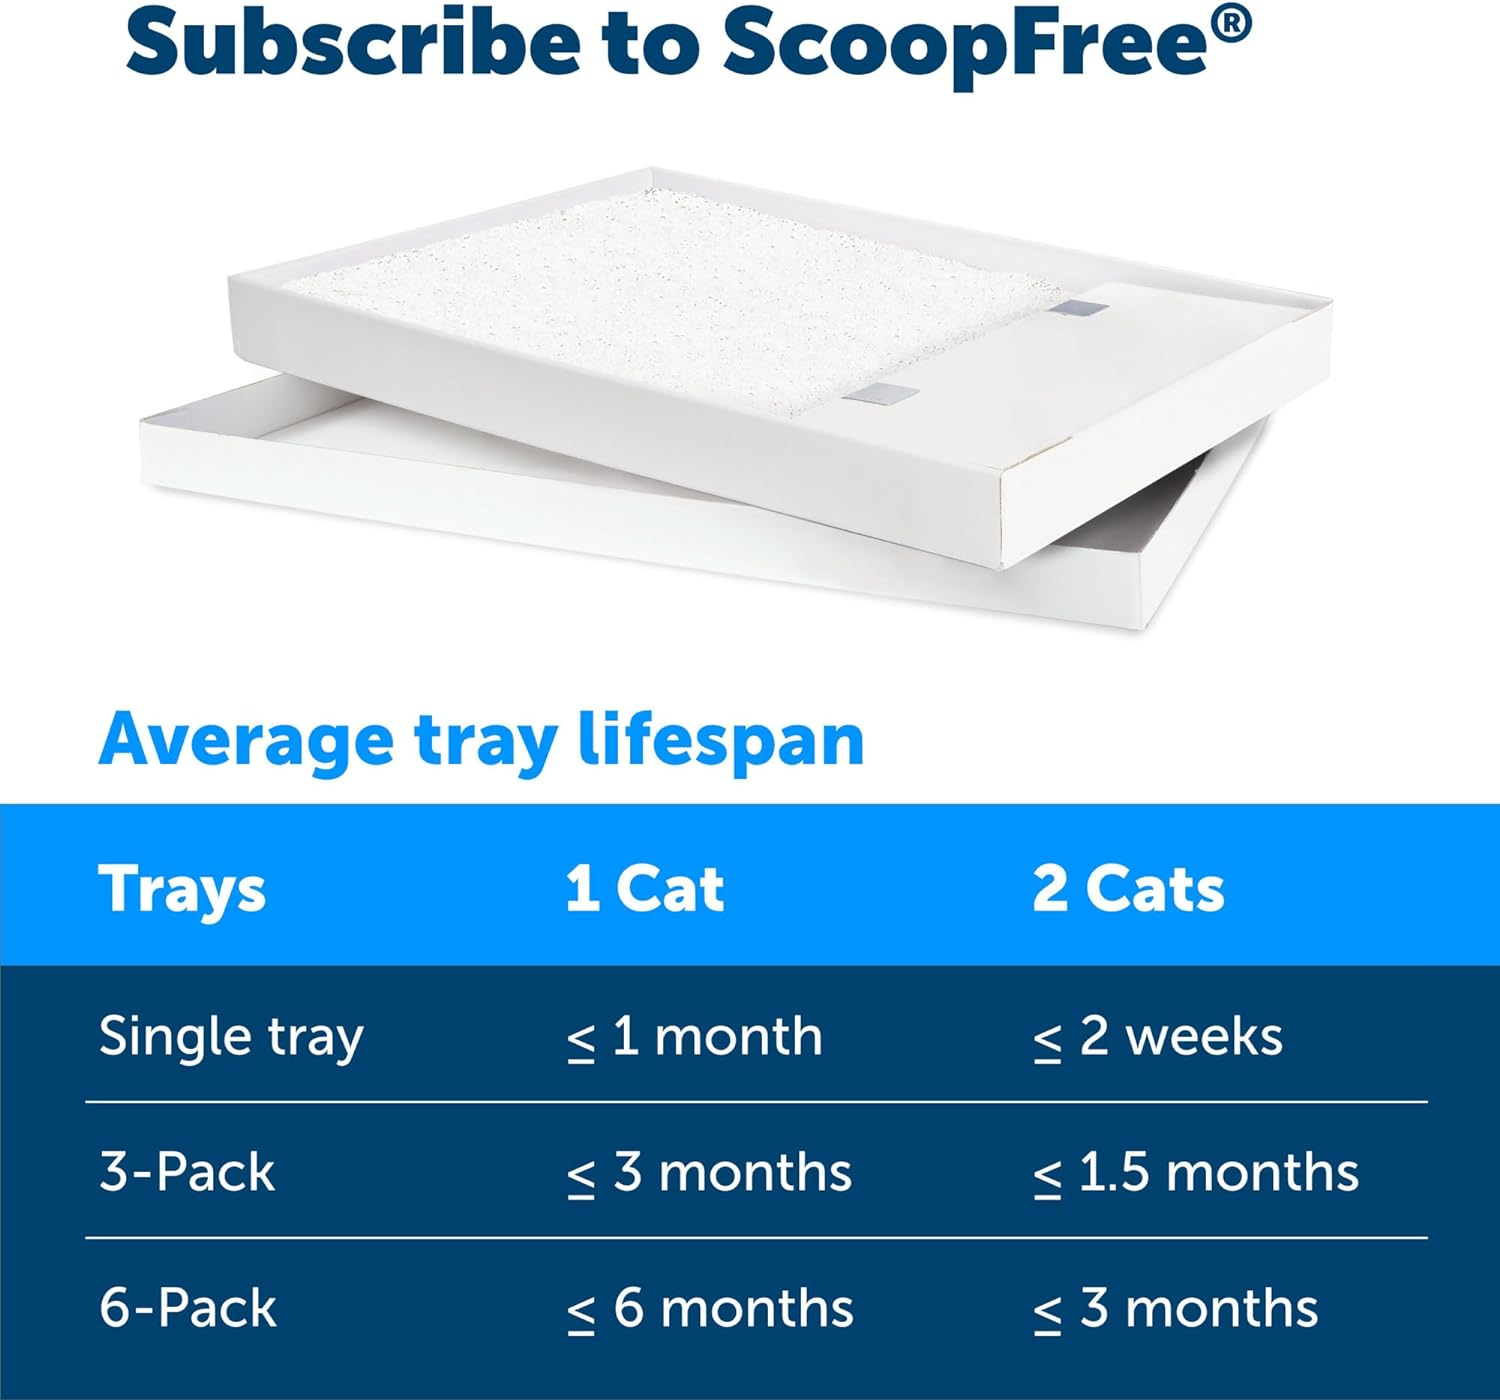 Subscribe to ScoopFree®
Average tray lifespan
Trays 1 Cat 2 Cats
Single tray ≤ 1 month ≤ 2 weeks
3-Pack ≤ 3 months ≤ 1.5 months
6-Pack ≤ 6 months ≤ 3 months